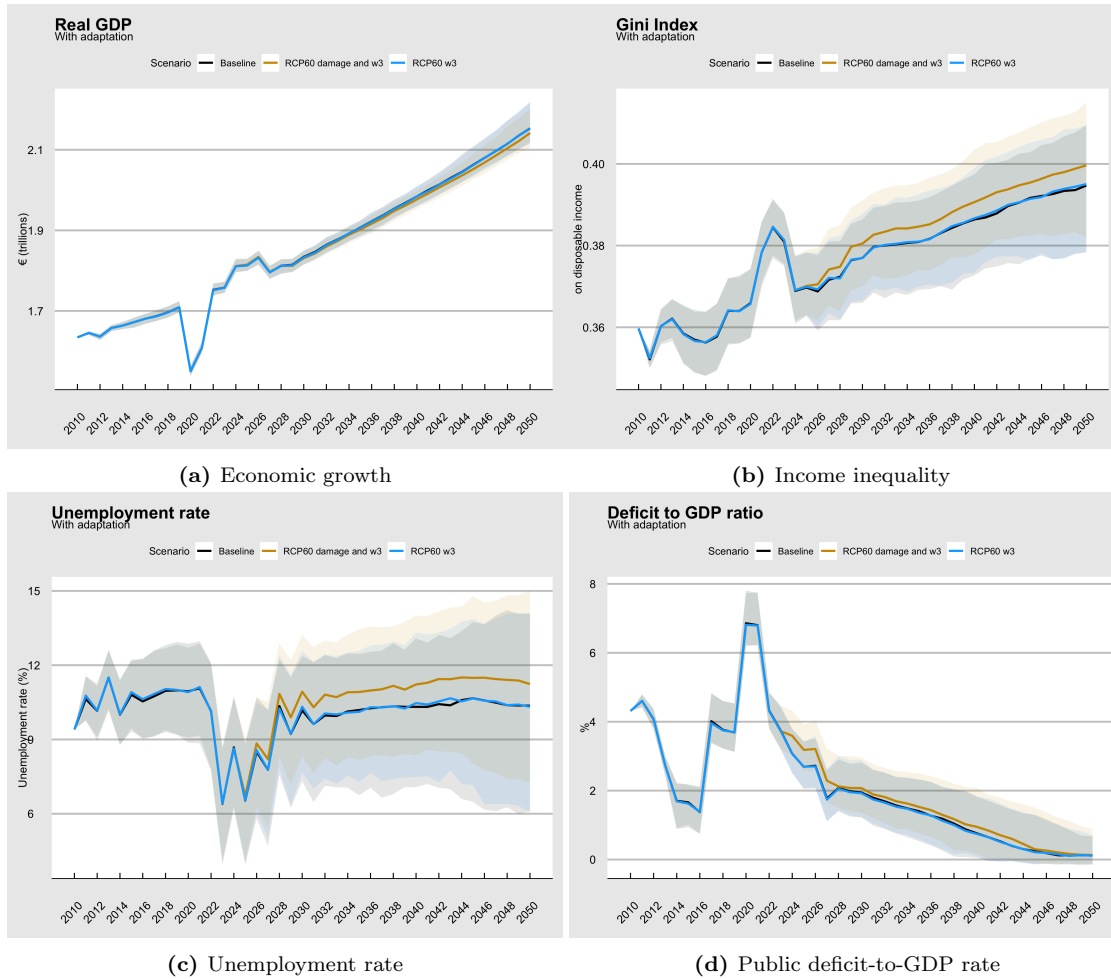 Real GDP
With adaptation
Scenario Baseline RCP60 damage and w3 RCP60 w3
€ (trillions)
2.1
1.9
1.7
2010 2012 2014 2016 2018 2020 2022 2024 2026 2028 2030 2032 2034 2036 2038 2040 2042 2044 2046 2048 2050
(a) Economic growth
Gini Index
With adaptation
Scenario Baseline RCP60 damage and w3 RCP60 w3
on disposable income
0.40
0.38
0.36
2010 2012 2014 2016 2018 2020 2022 2024 2026 2028 2030 2032 2034 2036 2038 2040 2042 2044 2046 2048 2050
(b) Income inequality
Unemployment rate
With adaptation
Scenario Baseline RCP60 damage and w3 RCP60 w3
Unemployment rate (%)
15
12
9
6
2010 2012 2014 2016 2018 2020 2022 2024 2026 2028 2030 2032 2034 2036 2038 2040 2042 2044 2046 2048 2050
(c) Unemployment rate
Deficit to GDP ratio
With adaptation
Scenario Baseline RCP60 damage and w3 RCP60 w3
%
8
6
4
2
0
2010 2012 2014 2016 2018 2020 2022 2024 2026 2028 2030 2032 2034 2036 2038 2040 2042 2044 2046 2048 2050
(d) Public deficit-to-GDP rate